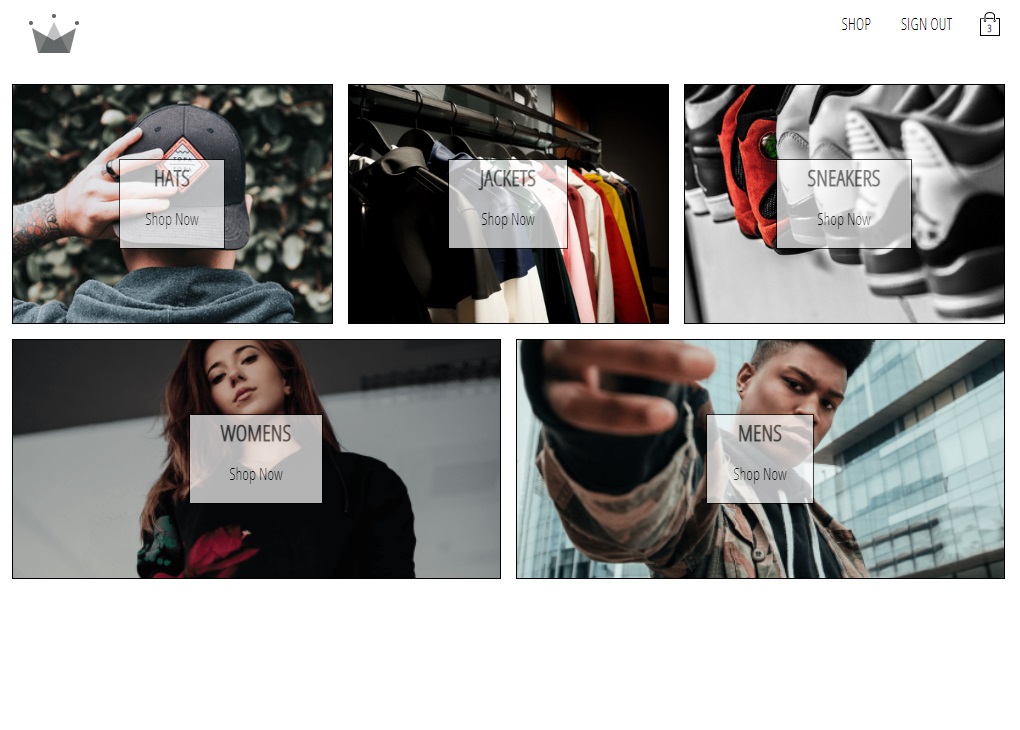 SHOP
SIGN OUT
3
HATS
Shop Now
JACKETS
Shop Now
SNEAKERS
Shop Now
WOMENS
Shop Now
MENS
Shop Now